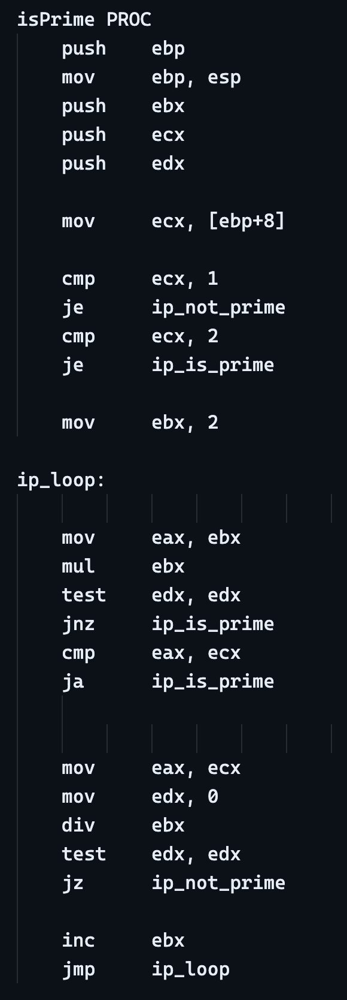 isPrime PROC
push ebp
mov ebp, esp
push ebx
push ecx
push edx
mov ecx, [ebp+8]
cmp ecx, 1
je ip_not_prime
cmp ecx, 2
je ip_is_prime
mov ebx, 2
ip_loop:
mov eax, ebx
mul ebx
test edx, edx
jnz ip_is_prime
cmp eax, ecx
ja ip_is_prime
mov eax, ecx
mov edx, 0
div ebx
test edx, edx
jz ip_not_prime
inc ebx
jmp ip_loop